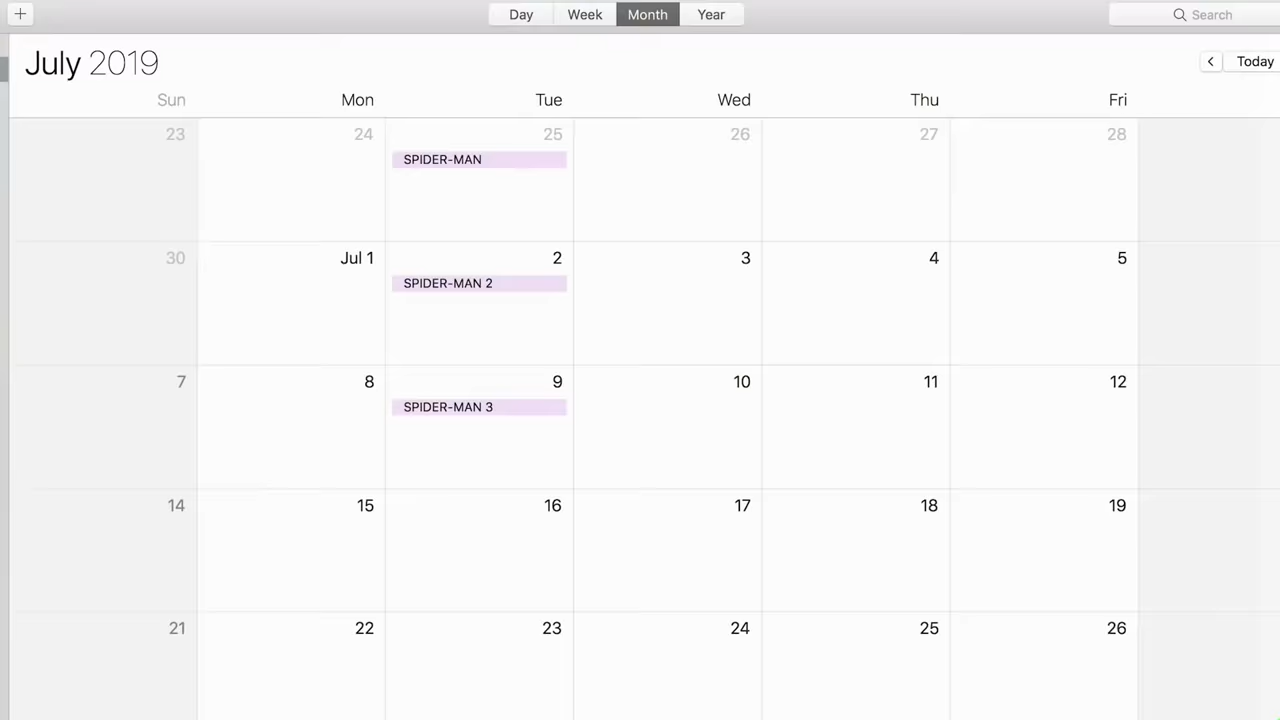 + Day Week Month Year Search
July 2019 < Today
Sun Mon Tue Wed Thu Fri
23 24 25 26 27 28
SPIDER-MAN
30 Jul 1 2 3 4 5
SPIDER-MAN 2
7 8 9 10 11 12
SPIDER-MAN 3
14 15 16 17 18 19
21 22 23 24 25 26